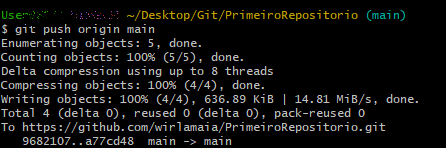 ~/Desktop/Git/PrimeiroRepositorio (main)
$ git push origin main
Enumerating objects: 5, done.
Counting objects: 100% (5/5), done.
Delta compression using up to 8 threads
Compressing objects: 100% (4/4), done.
Writing objects: 100% (4/4), 636.89 KiB | 14.81 MiB/s, done.
Total 4 (delta 0), reused 0 (delta 0), pack-reused 0
To https://github.com/wirlamaia/PrimeiroRepositorio.git
   9682107..a77cd48  main -> main